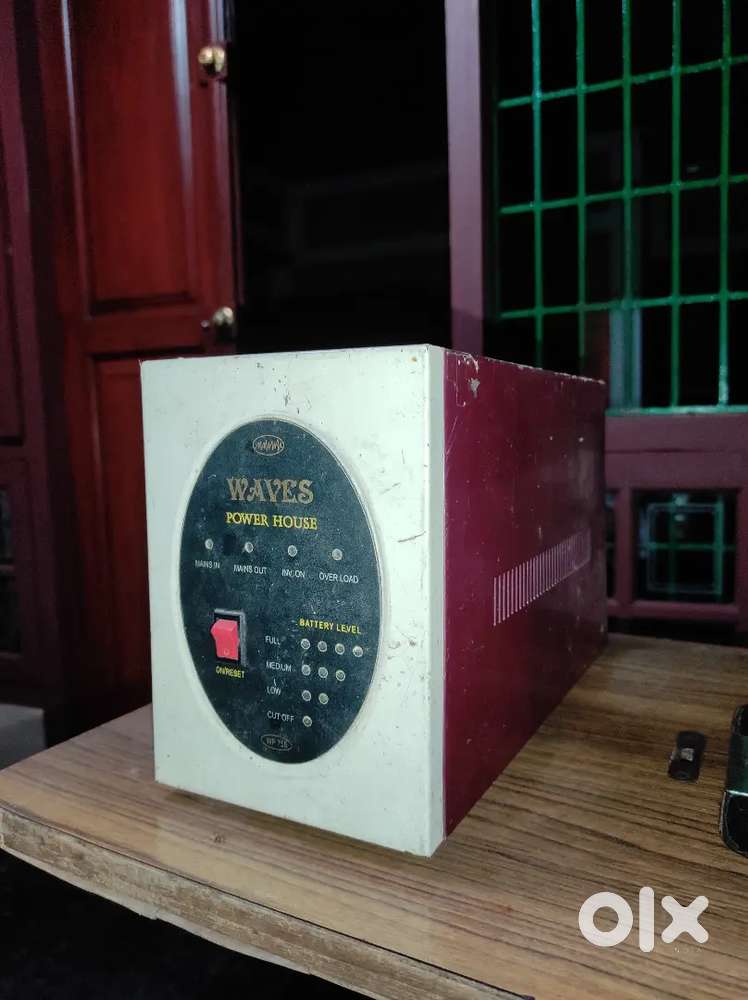 WAVES
POWER HOUSE
MAINS IN MAINS OUT INV. ON OVER LOAD
BATTERY LEVEL
FULL
MEDIUM
LOW
CUT OFF
ON/RESET
olx